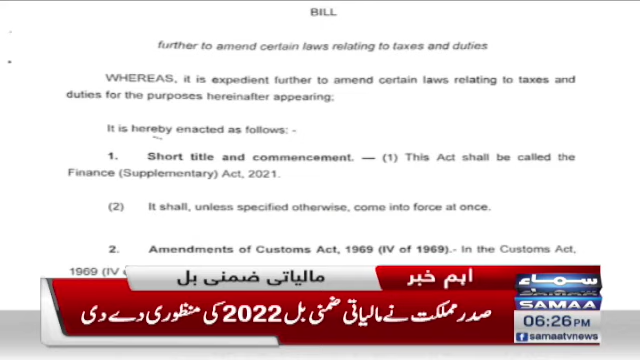 BILL
further to amend certain laws relating to taxes and duties
WHEREAS, it is expedient further to amend certain laws relating to taxes and
duties for the purposes hereinafter appearing;
It is hereby enacted as follows: -
1. Short title and commencement. — (1) This Act shall be called the
Finance (Supplementary) Act, 2021.
(2) It shall, unless specified otherwise, come into force at once.
2. Amendments of Customs Act, 1969 (IV of 1969).- In the Customs Act,
1969 (IV
مالیاتی ضمنی بل
اہم خبر
صدر مملکت نے مالیاتی ضمنی بل 2022 کی منظوری دے دی
سماء
SAMAA
06:26 PM
samaatvnews